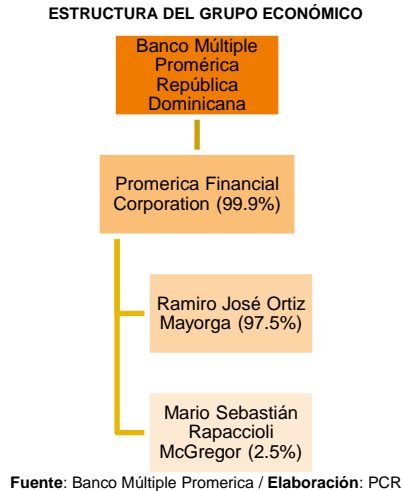 ESTRUCTURA DEL GRUPO ECONÓMICO
Banco Múltiple
Promérica
República
Dominicana
Promerica Financial
Corporation (99.9%)
Ramiro José Ortiz
Mayorga (97.5%)
Mario Sebastián
Rapaccioli
McGregor (2.5%)
Fuente: Banco Múltiple Promerica / Elaboración: PCR